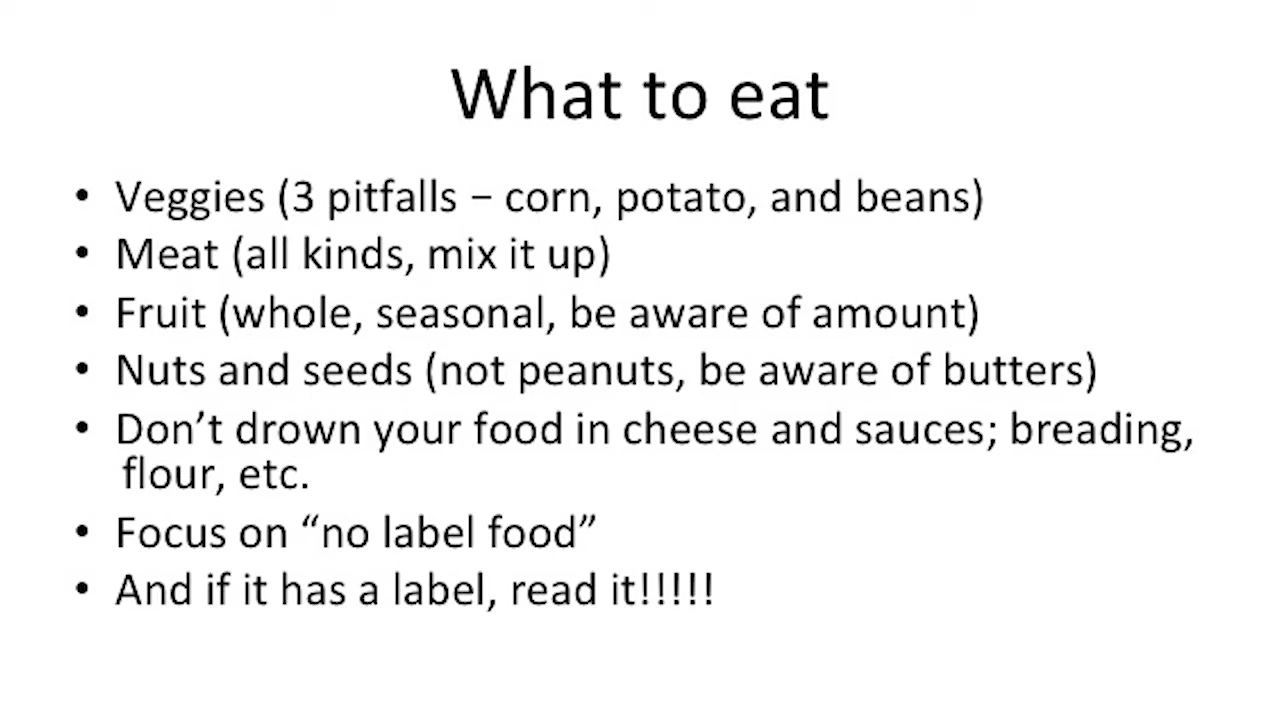 What to eat
• Veggies (3 pitfalls – corn, potato, and beans)
• Meat (all kinds, mix it up)
• Fruit (whole, seasonal, be aware of amount)
• Nuts and seeds (not peanuts, be aware of butters)
• Don’t drown your food in cheese and sauces; breading,
flour, etc.
• Focus on “no label food”
• And if it has a label, read it!!!!!